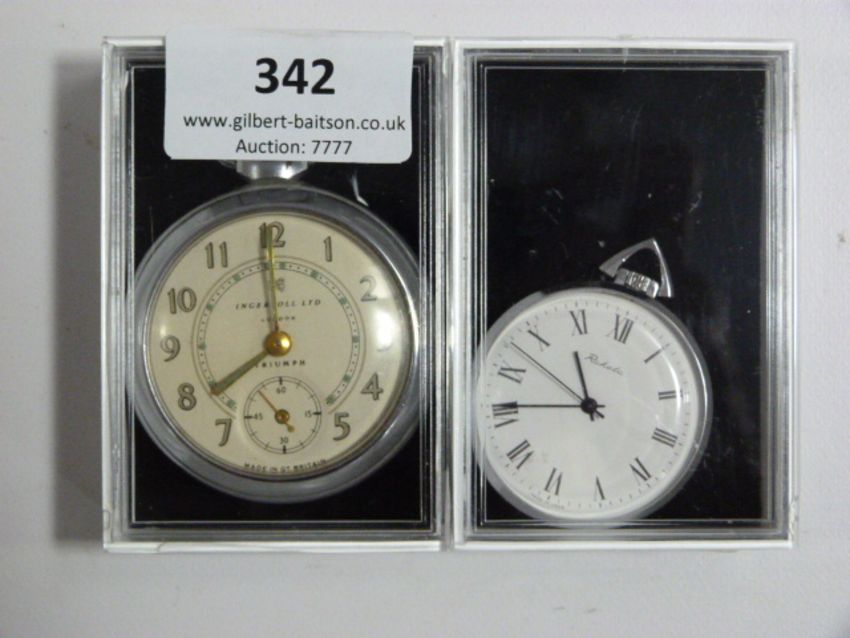 342
www.gilbert-baitson.co.uk
Auction: 7777
12
11 1
10 2
9
8 4
7 5
INGERSOLL LTD
LONDON
TRIUMPH
60
45 15
30
MADE IN GT BRITAIN
XII
XI
X
IX
VIII
VII
VI
V
IIII
III
II
I
Raketa